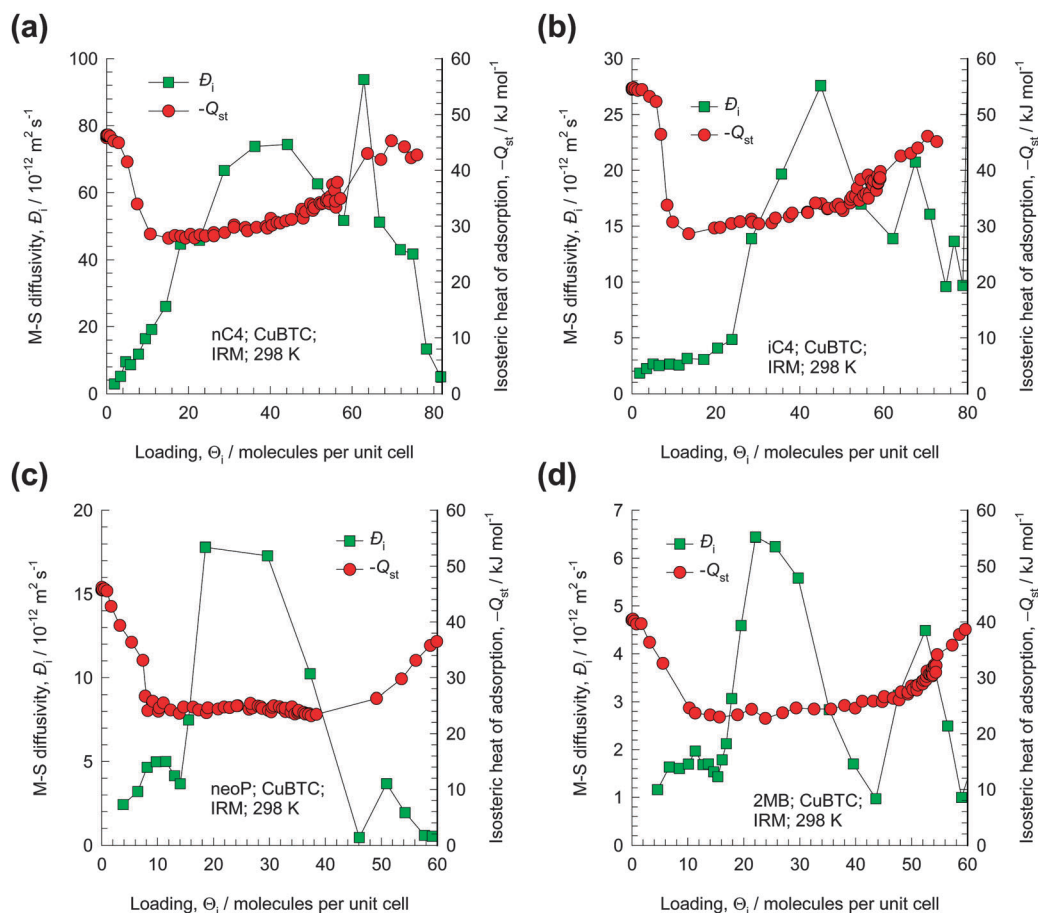 (a)
100
80
60
40
20
0
M-S diffusivity, Đi / 10-12 m2 s-1
Đi
-Qst
nC4; CuBTC;
IRM; 298 K
60
50
40
30
20
10
0
Isosteric heat of adsorption, −Qst / kJ mol-1
0 20 40 60 80
Loading, Θi / molecules per unit cell
(b)
30
25
20
15
10
5
0
M-S diffusivity, Đi / 10-12 m2 s-1
Đi
-Qst
iC4; CuBTC;
IRM; 298 K
60
50
40
30
20
10
0
Isosteric heat of adsorption, −Qst / kJ mol-1
0 10 20 30 40 50 60 70 80
Loading, Θi / molecules per unit cell
(c)
20
15
10
5
0
M-S diffusivity, Đi / 10-12 m2 s-1
Đi
-Qst
neoP; CuBTC;
IRM; 298 K
60
50
40
30
20
10
0
Isosteric heat of adsorption, −Qst / kJ mol-1
0 10 20 30 40 50 60
Loading, Θi / molecules per unit cell
(d)
7
6
5
4
3
2
1
0
M-S diffusivity, Đi / 10-12 m2 s-1
Đi
-Qst
2MB; CuBTC;
IRM; 298 K
60
50
40
30
20
10
0
Isosteric heat of adsorption, −Qst / kJ mol-1
0 10 20 30 40 50 60
Loading, Θi / molecules per unit cell